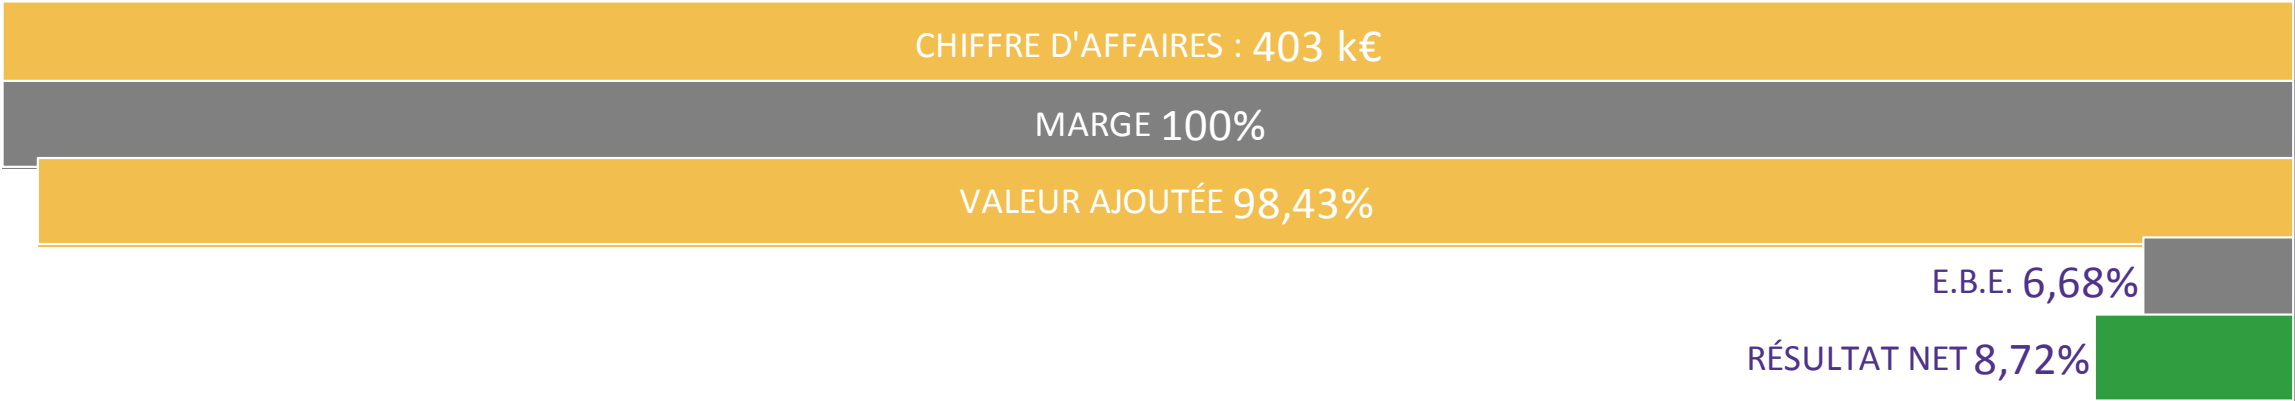 CHIFFRE D'AFFAIRES : 403 k€
MARGE 100%
VALEUR AJOUTÉE 98,43%
E.B.E. 6,68%
RÉSULTAT NET 8,72%